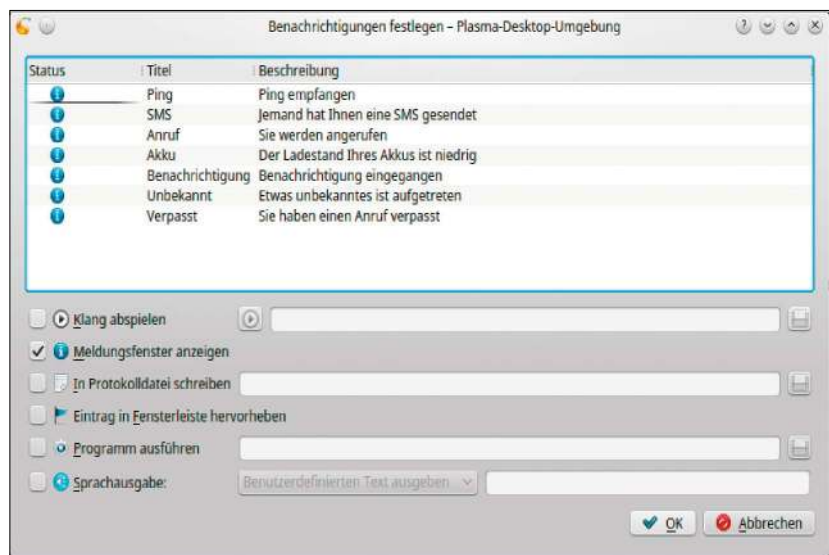 Benachrichtigungen festlegen – Plasma-Desktop-Umgebung
Status Titel Beschreibung
Ping Ping empfangen
SMS Jemand hat Ihnen eine SMS gesendet
Anruf Sie werden angerufen
Akku Der Ladestand Ihres Akkus ist niedrig
Benachrichtigung Benachrichtigung eingegangen
Unbekannt Etwas unbekanntes ist aufgetreten
Verpasst Sie haben einen Anruf verpasst
Klang abspielen
Meldungsfenster anzeigen
In Protokolldatei schreiben
Eintrag in Fensterleiste hervorheben
Programm ausführen
Sprachausgabe: Benutzerdefinierten Text ausgeben
OK Abbrechen